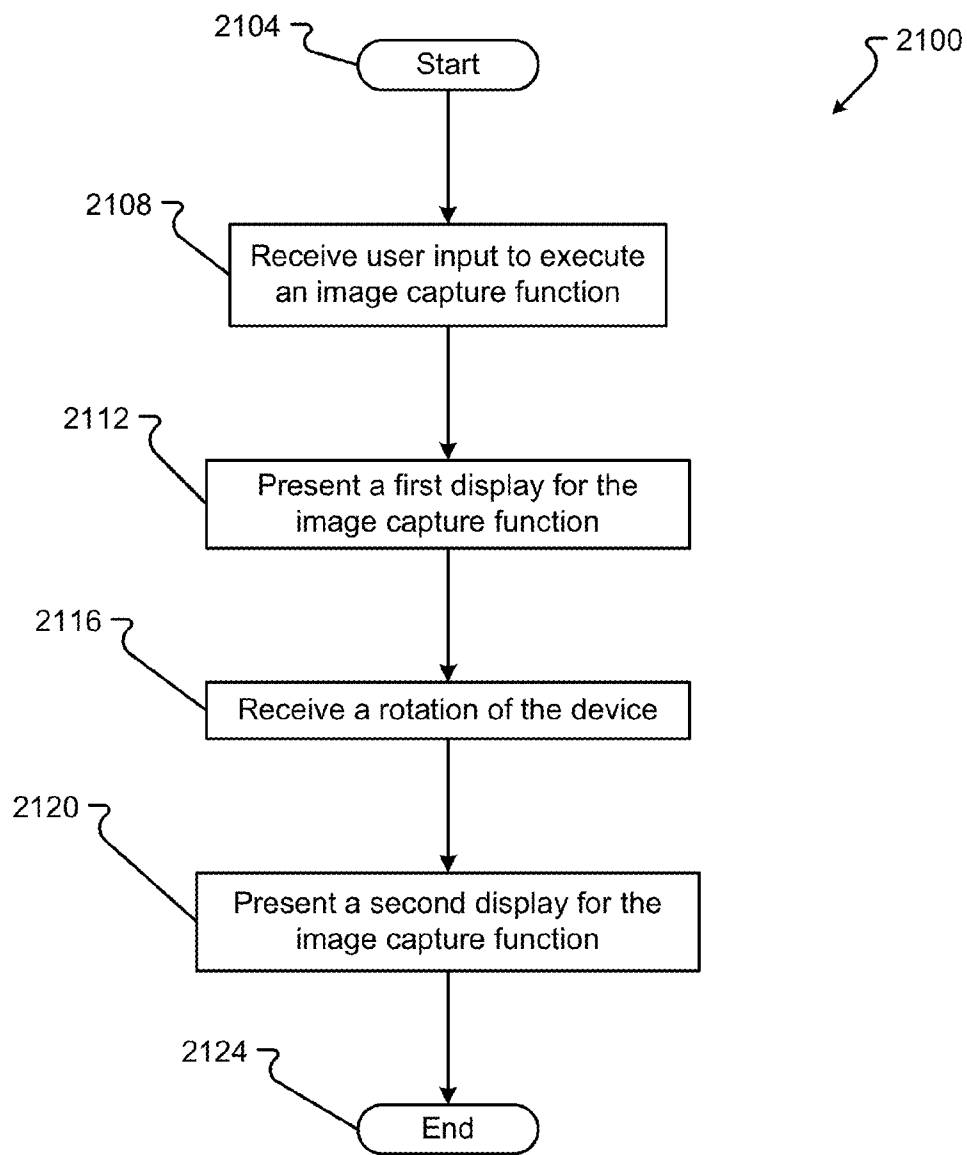 2104
Start
2100
2108
Receive user input to execute
an image capture function
2112
Present a first display for the
image capture function
2116
Receive a rotation of the device
2120
Present a second display for the
image capture function
2124
End